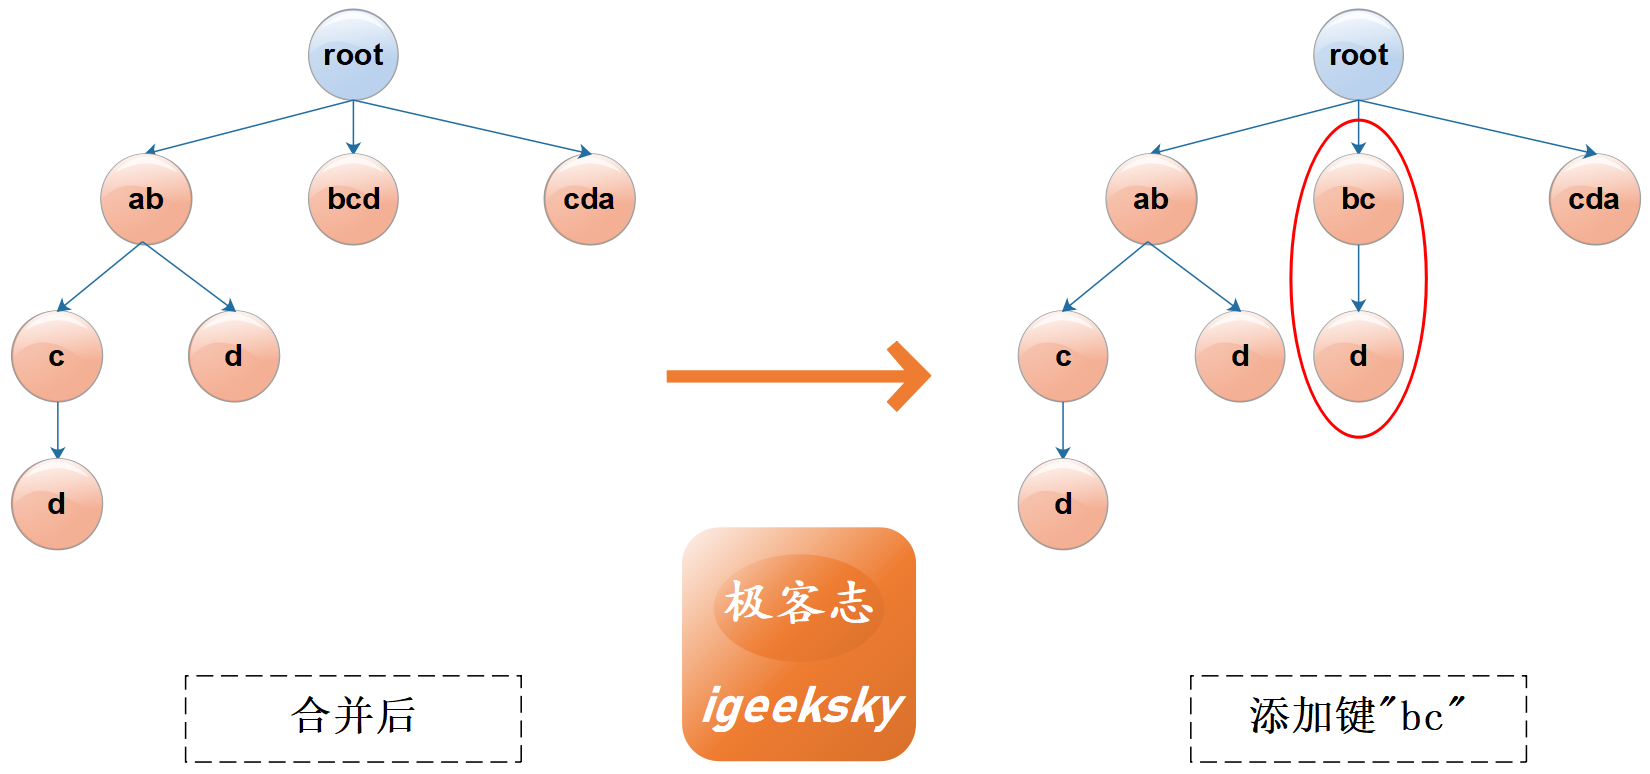 root
ab
bcd
cda
c
d
d
合并后
极客志
igeeksky
root
ab
bc
cda
c
d
d
d
添加键"bc"